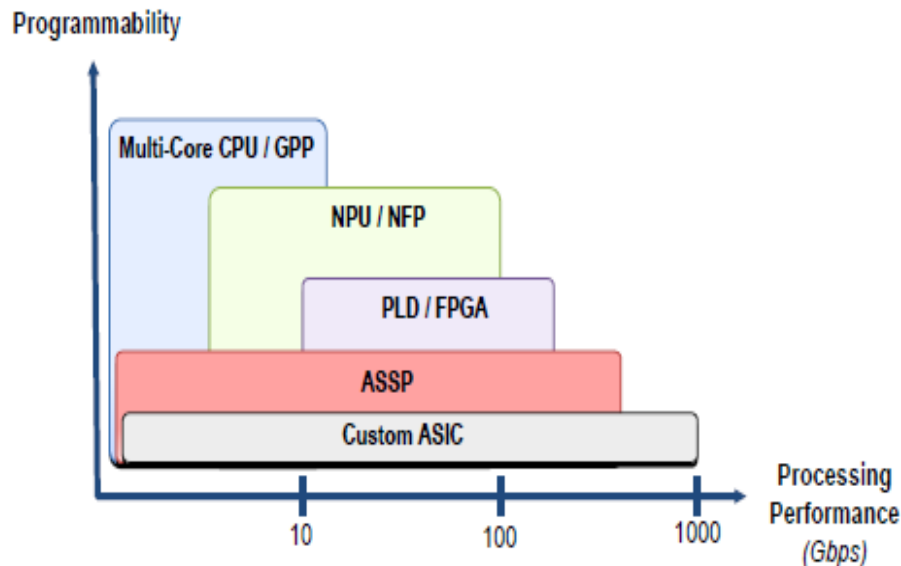 Programmability
Multi-Core CPU / GPP
NPU / NFP
PLD / FPGA
ASSP
Custom ASIC
10
100
1000
Processing
Performance
(Gbps)